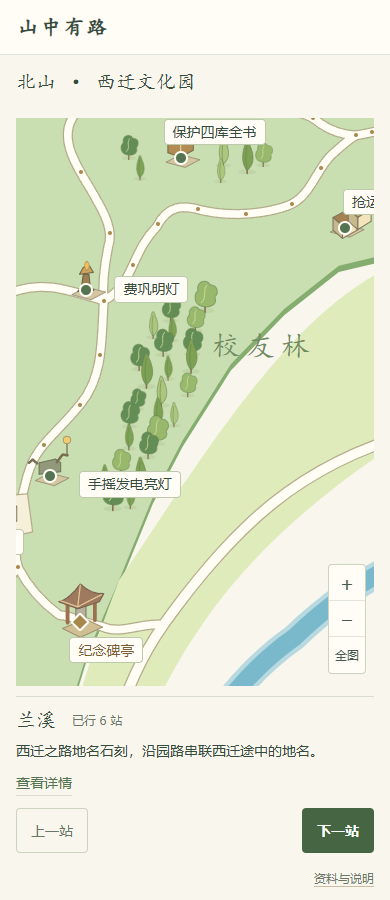 山中有路
北山 • 西迁文化园
保护四库全书
抢运
费巩明灯
校友林
手摇发电亮灯
纪念碑亭
+
−
全图
兰溪 已行 6 站
西迁之路地名石刻，沿园路串联西迁途中的地名。
查看详情
上一站
下一站
资料与说明